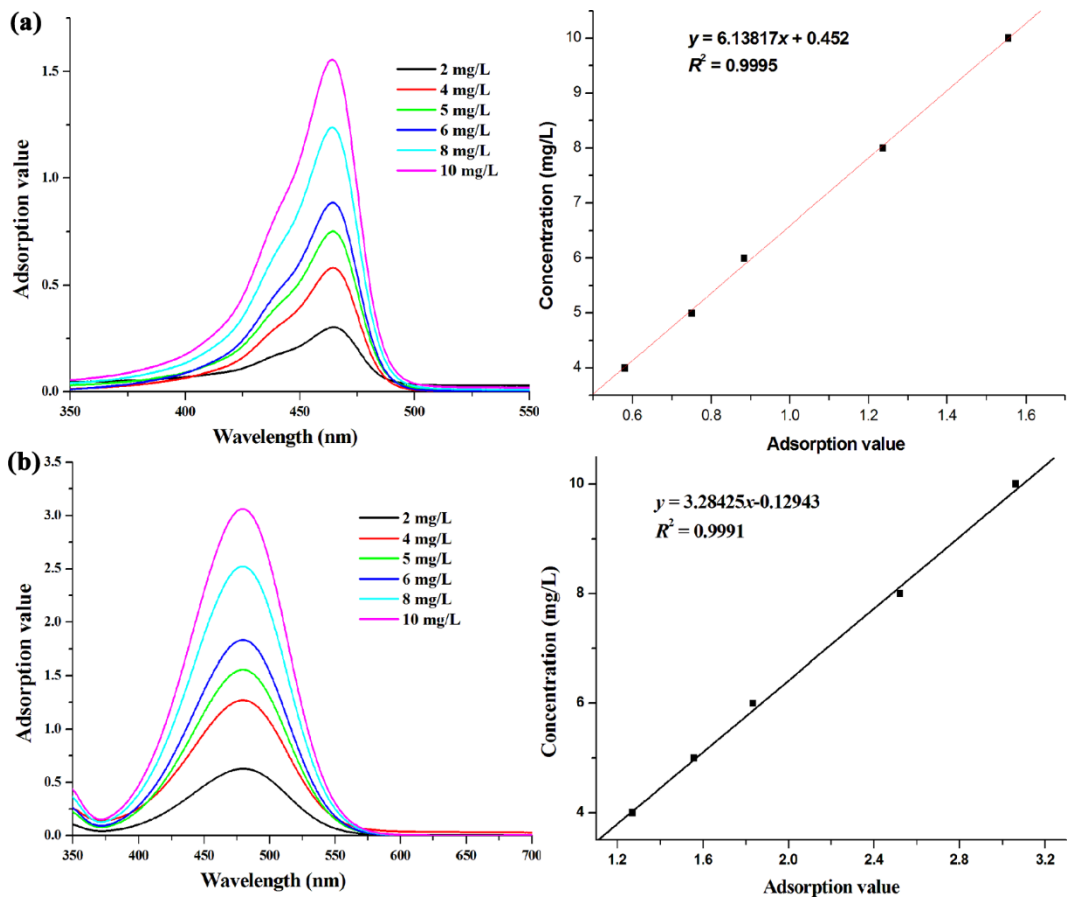 (a)
Adsorption value
1.5
1.0
0.5
0.0
350
400
450
500
550
Wavelength (nm)
2 mg/L
4 mg/L
5 mg/L
6 mg/L
8 mg/L
10 mg/L
Concentration (mg/L)
10
8
6
5
4
0.6
0.8
1.0
1.2
1.4
1.6
Adsorption value
y = 6.13817x + 0.452
R² = 0.9995
(b)
Adsorption value
3.5
3.0
2.5
2.0
1.5
1.0
0.5
0.0
350
400
450
500
550
600
650
700
Wavelength (nm)
2 mg/L
4 mg/L
5 mg/L
6 mg/L
8 mg/L
10 mg/L
Concentration (mg/L)
10
8
6
4
1.2
1.6
2.0
2.4
2.8
3.2
Adsorption value
y = 3.28425x-0.12943
R² = 0.9991